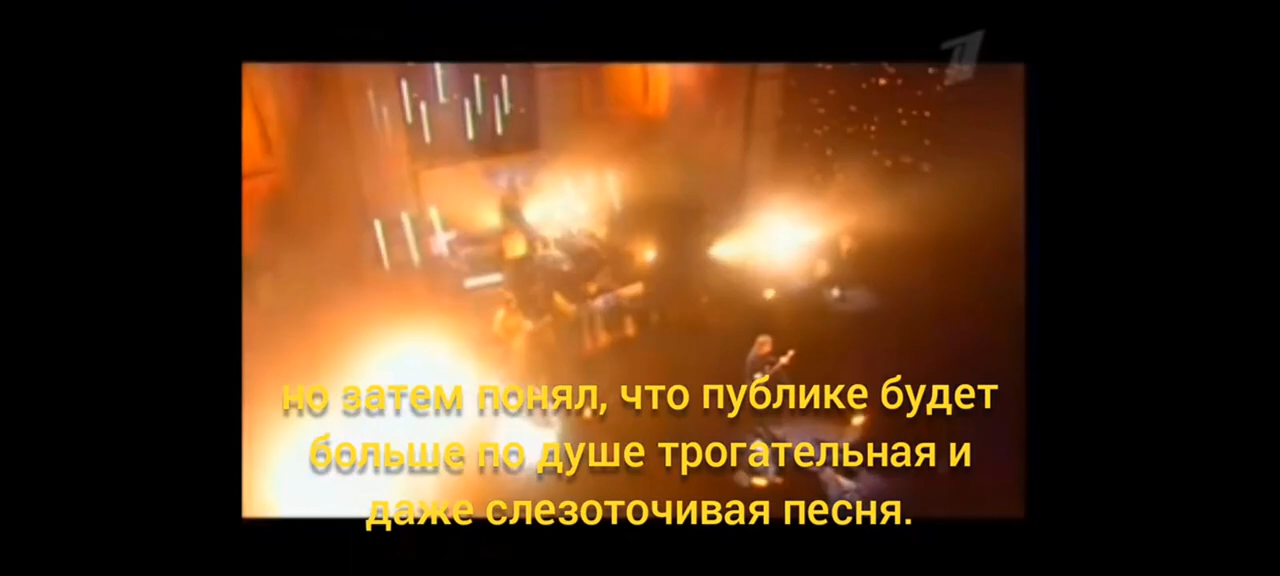 но затем понял, что публике будет
больше по душе трогательная и
даже слезоточивая песня.